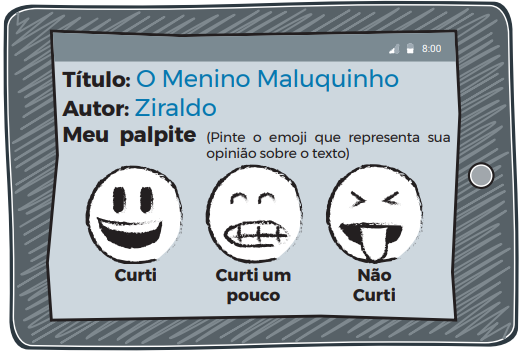 8:00
Título: O Menino Maluquinho
Autor: Ziraldo
Meu palpite (Pinte o emoji que representa sua
opinião sobre o texto)
Curti
Curti um
pouco
Não
Curti